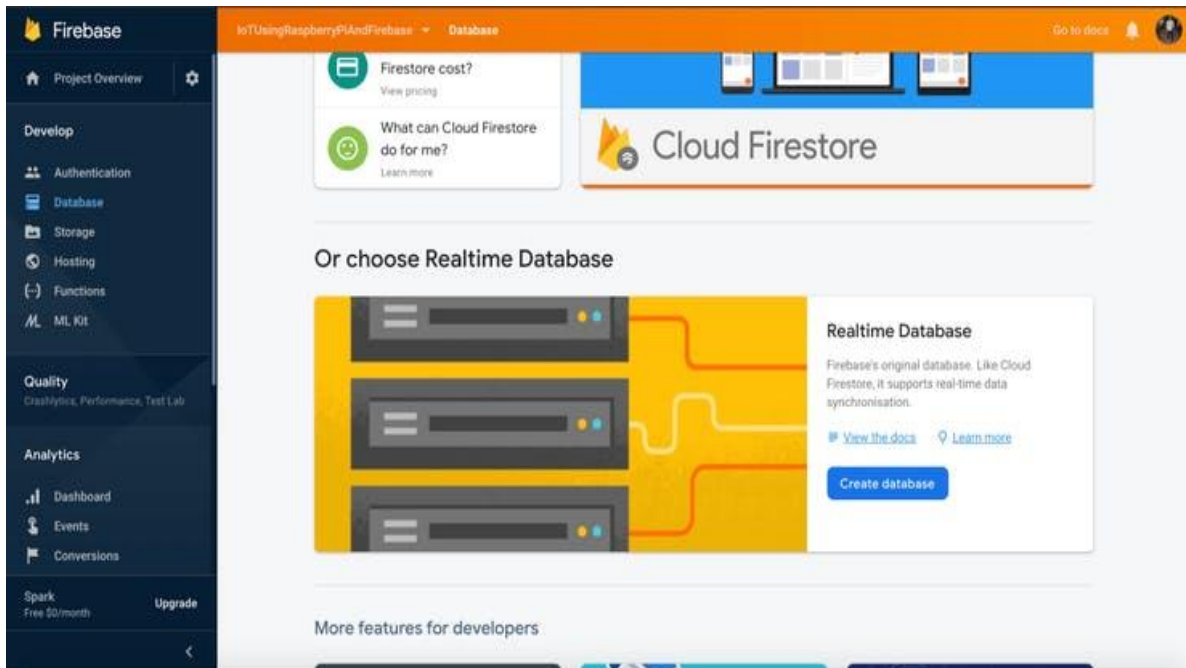 Firebase
IoTUsingRaspberryPiAndFirebase
Database
Go to docs
Project Overview
Develop
Authentication
Database
Storage
Hosting
Functions
ML Kit
Quality
Crashlytics, Performance, Test Lab
Analytics
Dashboard
Events
Conversions
Spark
Free $0/month
Upgrade
Firestore cost?
View pricing
What can Cloud Firestore
do for me?
Learn more
Cloud Firestore
Or choose Realtime Database
Realtime Database
Firebase's original database. Like Cloud
Firestore, it supports real-time data
synchronisation.
View the docs
Learn more
Create database
More features for developers